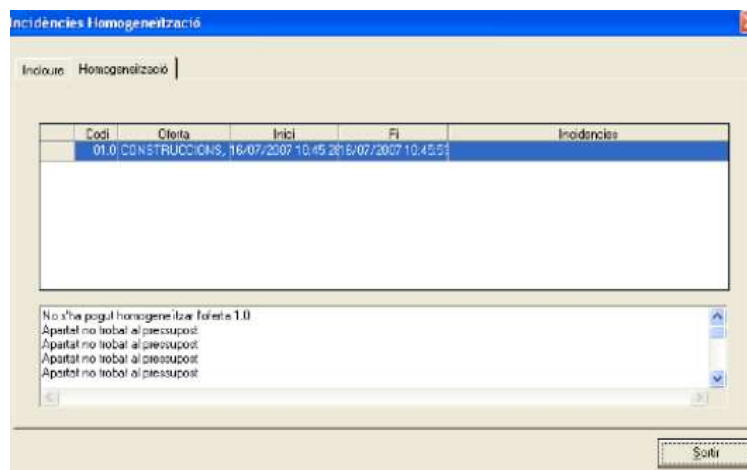 Incidències Homogeneïtzació
Incloure Homogeneïtzació
Codi Oferta Inici Fi Incidencies
01.0 CONSTRUCCIONS, 16/07/2007 10:45:28 16/07/2007 10:45:5
No s'ha pogut homogeneïtzar l'oferta 1.0
Apartat no trobat al pressupost
Apartat no trobat al pressupost
Apartat no trobat al pressupost
Apartat no trobat al pressupost
Sortir